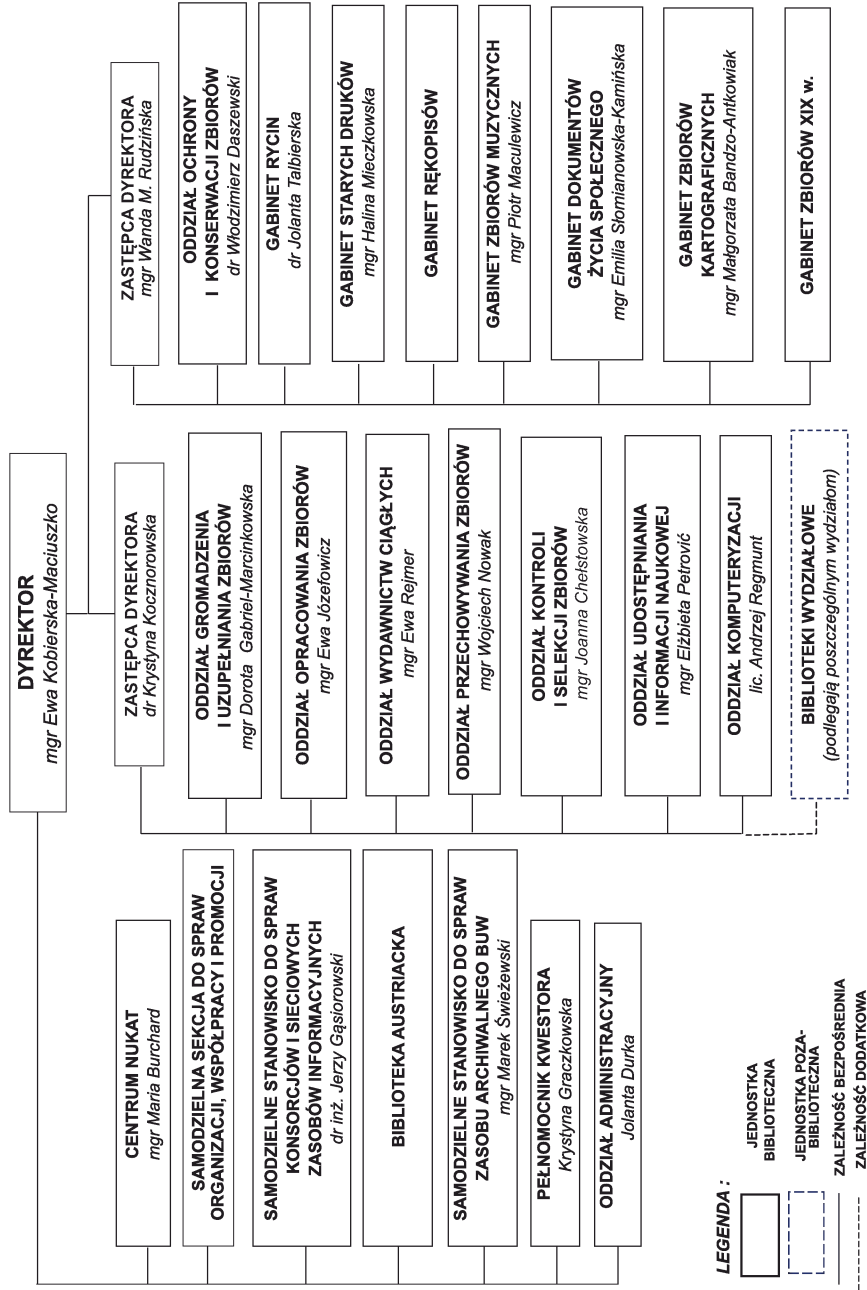 DYREKTOR
mgr Ewa Kobierska-Maciuszko
CENTRUM NUKAT
mgr Maria Burchard
SAMODZIELNA SEKCJA DO SPRAW
ORGANIZACJI, WSPÓŁPRACY I PROMOCJI
SAMODZIELNE STANOWISKO DO SPRAW
KONSORCJÓW I SIECIOWYCH
ZASOBÓW INFORMACYJNYCH
dr inż. Jerzy Gąsiorowski
BIBLIOTEKA AUSTRIACKA
SAMODZIELNE STANOWISKO DO SPRAW
ZASOBU ARCHIWALNEGO BUW
mgr Marek Świeżewski
PEŁNOMOCNIK KWESTORA
Krystyna Graczkowska
ODDZIAŁ ADMINISTRACYJNY
Jolanta Durka
ZASTĘPCA DYREKTORA
dr Krystyna Kocznorowska
ODDZIAŁ GROMADZENIA
I UZUPEŁNIANIA ZBIORÓW
mgr Dorota Gabriel-Marcinkowska
ODDZIAŁ OPRACOWANIA ZBIORÓW
mgr Ewa Józefowicz
ODDZIAŁ WYDAWNICTW CIĄGŁYCH
mgr Ewa Rejmer
ODDZIAŁ PRZECHOWYWANIA ZBIORÓW
mgr Wojciech Nowak
ODDZIAŁ KONTROLI
I SELEKCJI ZBIORÓW
mgr Joanna Chełstowska
ODDZIAŁ UDOSTĘPNIANIA
I INFORMACJI NAUKOWEJ
mgr Elżbieta Petrović
ODDZIAŁ KOMPUTERYZACJI
lic. Andrzej Regmunt
BIBLIOTEKI WYDZIAŁOWE
(podlegają poszczególnym wydziałom)
ZASTĘPCA DYREKTORA
mgr Wanda M. Rudzińska
ODDZIAŁ OCHRONY
I KONSERWACJI ZBIORÓW
dr Włodzimierz Daszewski
GABINET RYCIN
dr Jolanta Talbierska
GABINET STARYCH DRUKÓW
mgr Halina Mieczkowska
GABINET RĘKOPISÓW
GABINET ZBIORÓW MUZYCZNYCH
mgr Piotr Maculewicz
GABINET DOKUMENTÓW
ŻYCIA SPOŁECZNEGO
mgr Emilia Słomianowska-Kamińska
GABINET ZBIORÓW
KARTOGRAFICZNYCH
mgr Małgorzata Bandzo-Antkowiak
GABINET ZBIORÓW XIX w.
LEGENDA :
JEDNOSTKA
BIBLIOTECZNA
JEDNOSTKA POZA-
BIBLIOTECZNA
ZALEŻNOŚĆ BEZPOŚREDNIA
ZALEŻNOŚĆ DODATKOWA